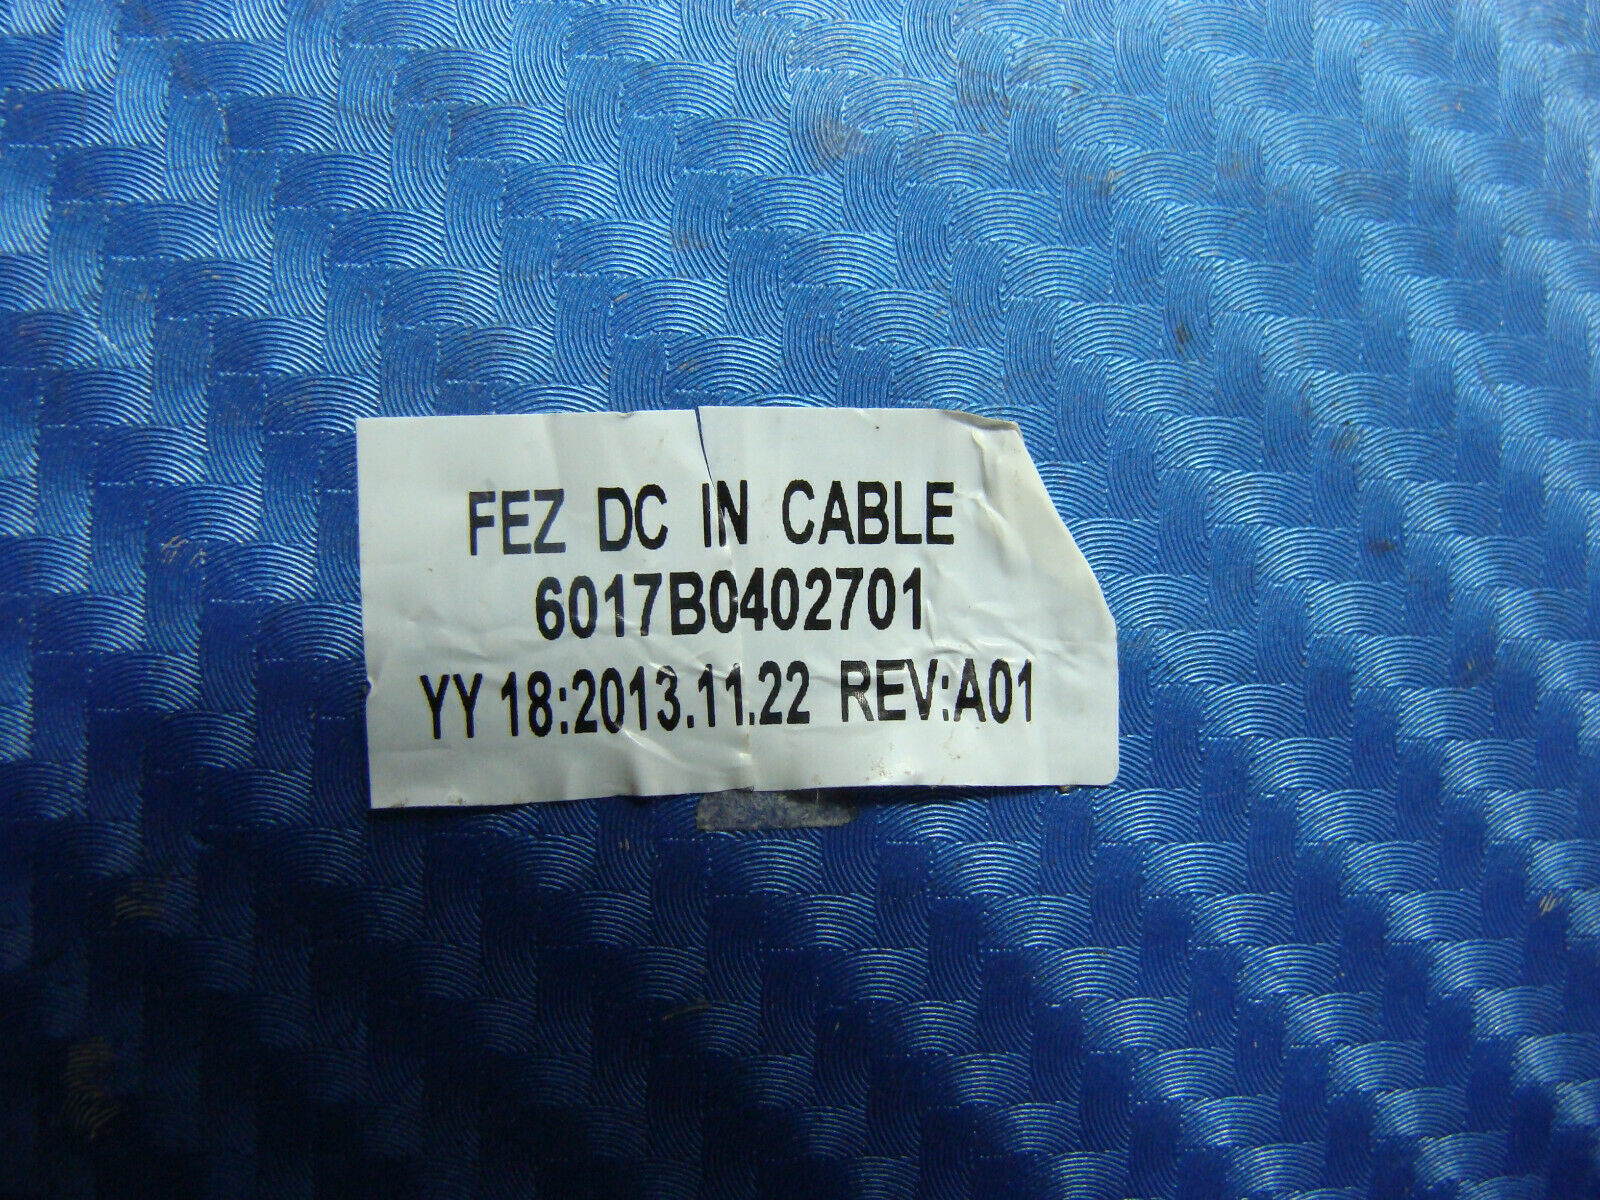 FEZ DC IN CABLE
6017B0402701
YY 18:2013.11.22 REV:A01